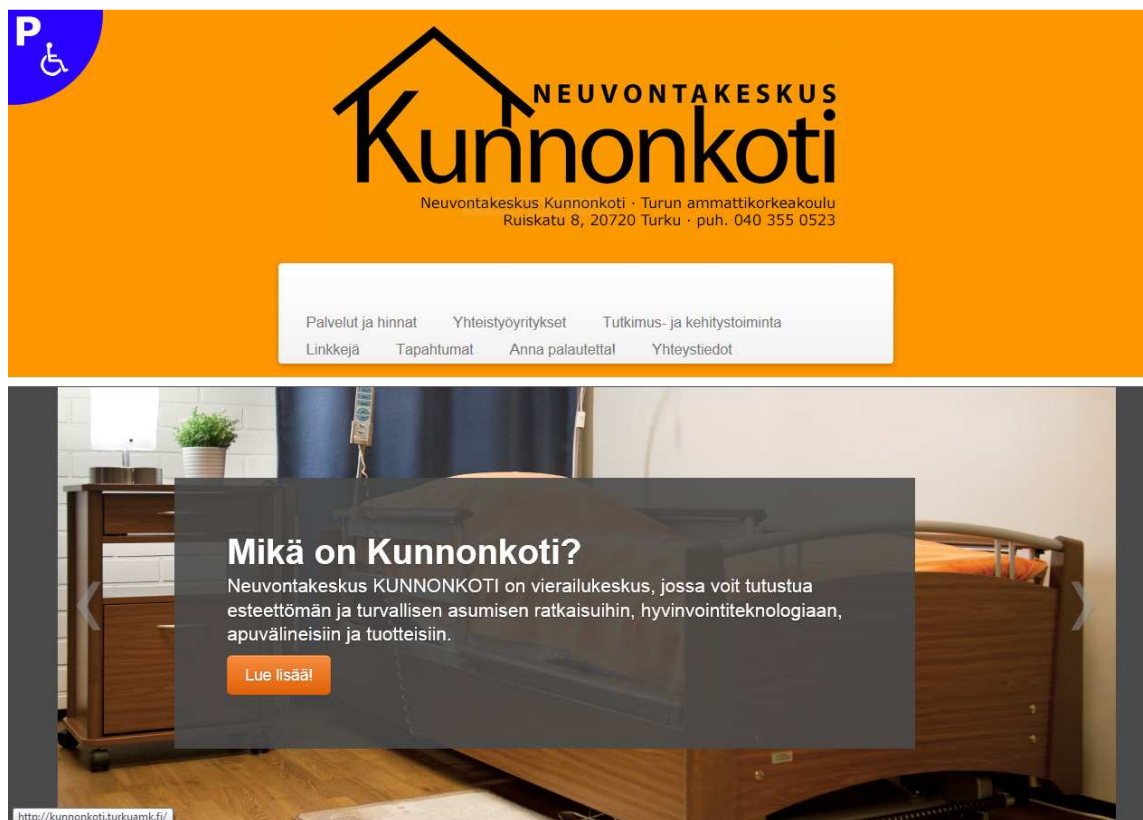 P
NEUVONTAKESKUS
Kunnonkoti
Neuvontakeskus Kunnonkoti · Turun ammattikorkeakoulu
Ruiskatu 8, 20720 Turku · puh. 040 355 0523
Palvelut ja hinnat Yhteistyöyritykset Tutkimus- ja kehitystoiminta
Linkkejä Tapahtumat Anna palautetta! Yhteystiedot
Mikä on Kunnonkoti?
Neuvontakeskus KUNNONKOTI on vierailukeskus, jossa voit tutustua
esteettömän ja turvallisen asumisen ratkaisuihin, hyvinvointiteknologiaan,
apuvälineisiin ja tuotteisiin.
Lue lisää!
http://kunnonkoti.turkuamk.fi/